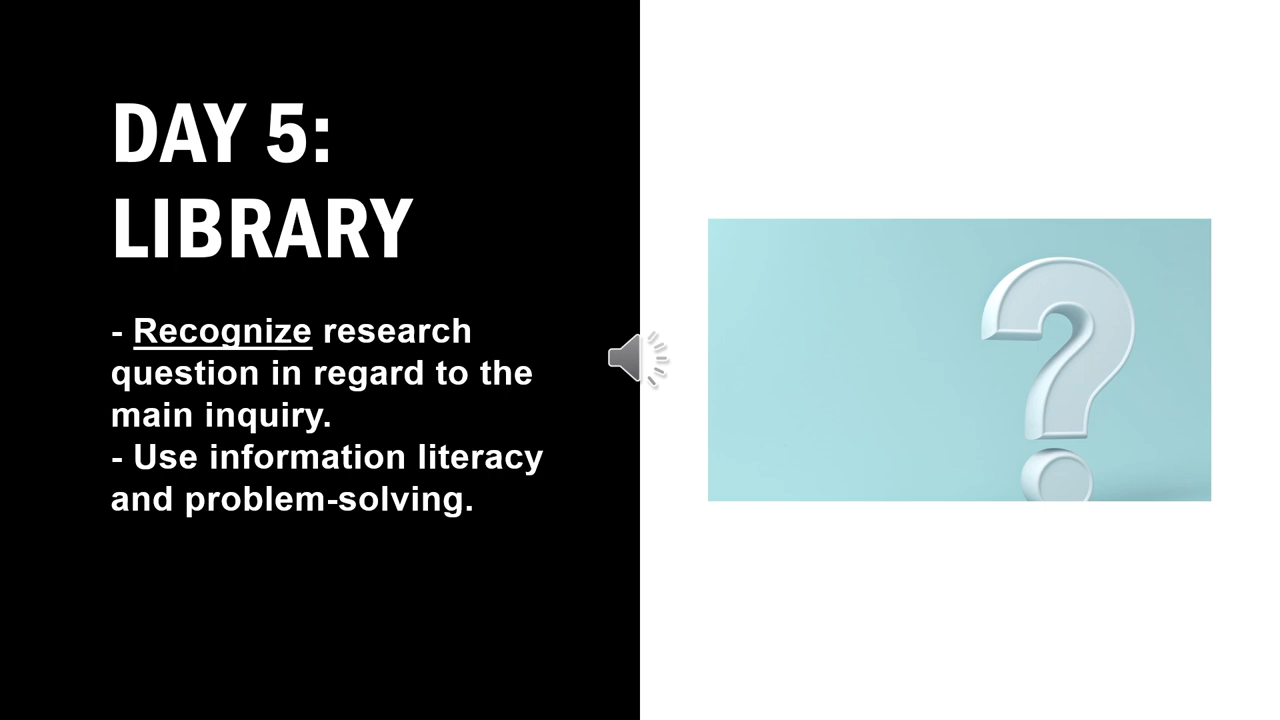 DAY 5:
LIBRARY
- Recognize research
question in regard to the
main inquiry.
- Use information literacy
and problem-solving.